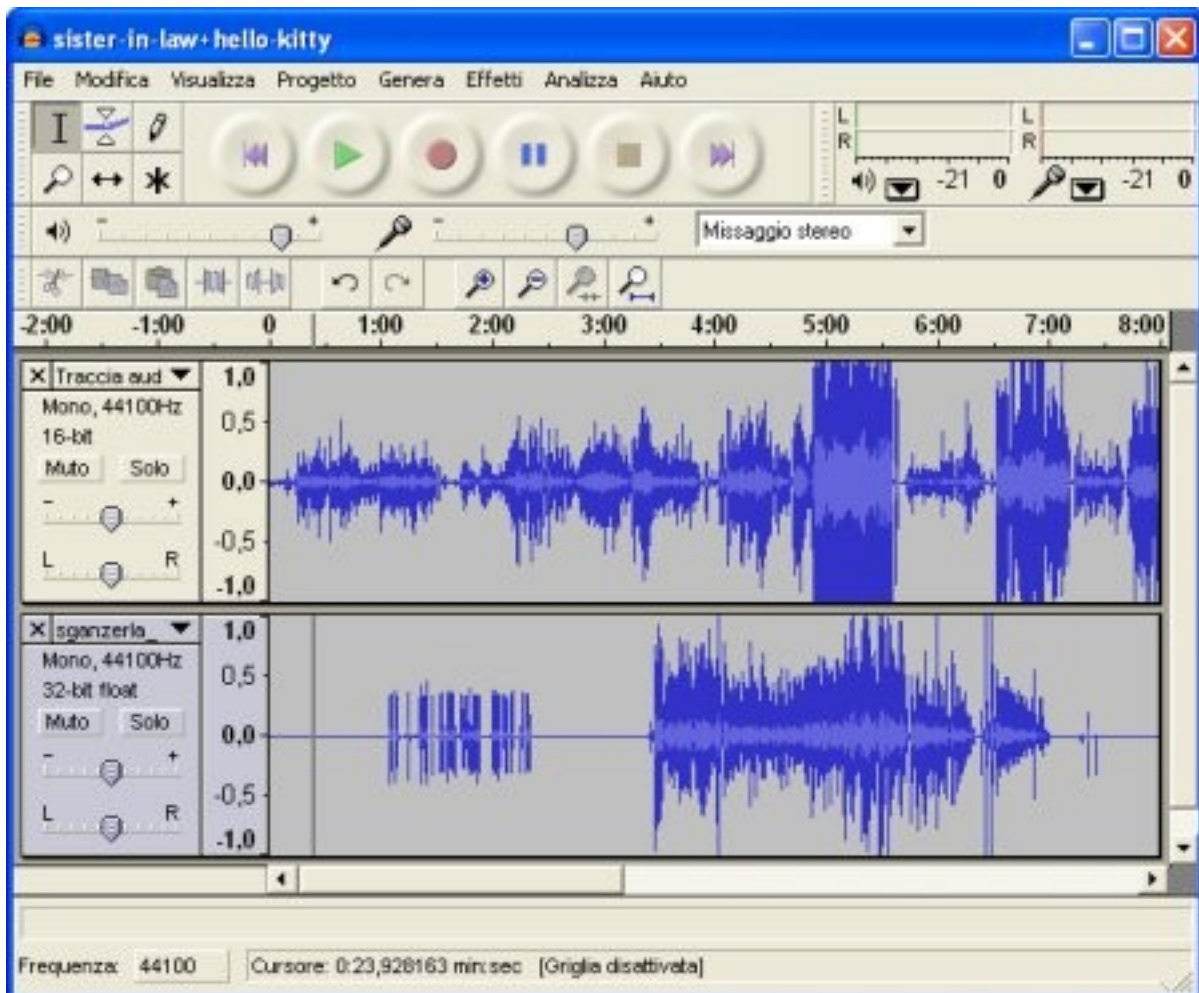 sister-in-law+hello-kitty
File Modifica Visualizza Progetto Genera Effetti Analizza Aiuto
L L
R R
-21 0 -21 0
- + - + Missaggio stereo
-2:00 -1:00 0 1:00 2:00 3:00 4:00 5:00 6:00 7:00 8:00
X Traccia aud 1,0
Mono, 44100Hz
16-bit 0,5
Muto Solo
0,0
- +
-0,5
L R
-1,0
X sganzerla_ 1,0
Mono, 44100Hz
32-bit float 0,5
Muto Solo
0,0
- +
-0,5
L R
-1,0
Frequenza: 44100 Cursore: 0:23,928163 min:sec [Griglia disattivata]